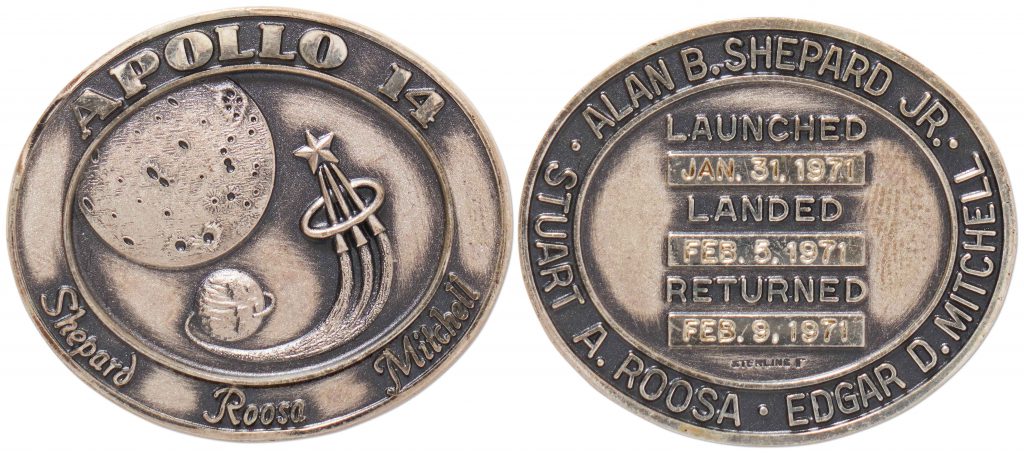 APOLLO 14
Shepard
Roosa
Mitchell
· ALAN B. SHEPARD JR. ·
STUART A. ROOSA · EDGAR D. MITCHELL
LAUNCHED
JAN. 31, 1971
LANDED
FEB. 5, 1971
RETURNED
FEB. 9, 1971
STERLING